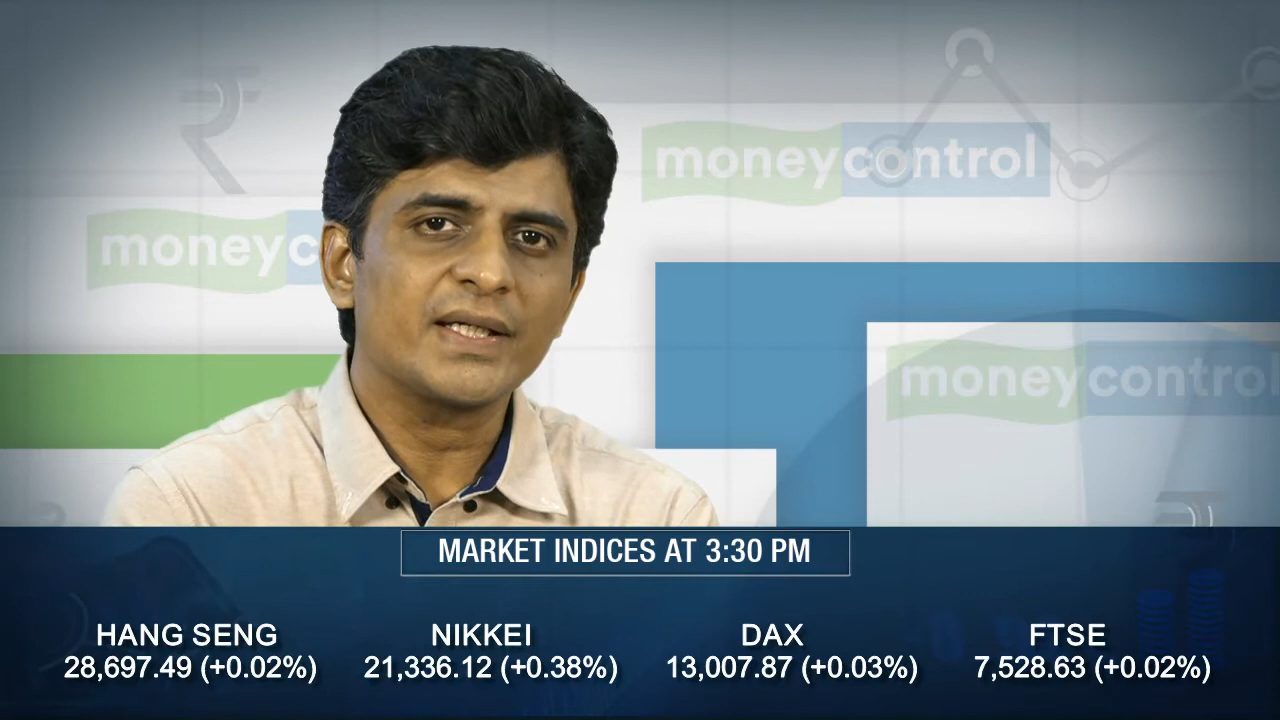 moneycontrol
moneyc
moneycontrol
MARKET INDICES AT 3:30 PM
HANG SENG NIKKEI DAX FTSE
28,697.49 (+0.02%) 21,336.12 (+0.38%) 13,007.87 (+0.03%) 7,528.63 (+0.02%)